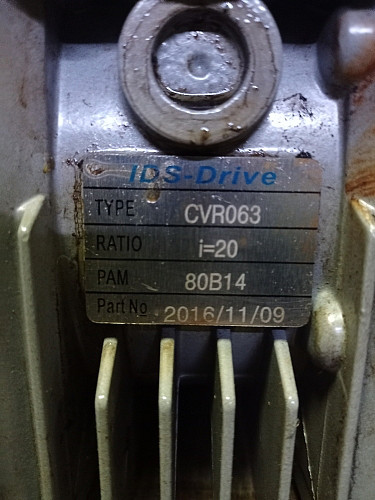 IDS-Drive
TYPE CVR063
RATIO i=20
PAM 80B14
Part No 2016/11/09